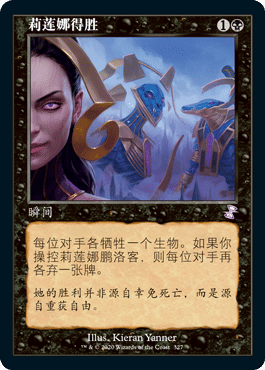 莉莲娜得胜 1
瞬间
每位对手各牺牲一个生物。如果你
操控莉莲娜鹏洛客，则每位对手再
各弃一张牌。
她的胜利并非源自幸免死亡，而是源
自重获自由。
Illus. Kieran Yanner
™ & © 2020 Wizards of the Coast 327